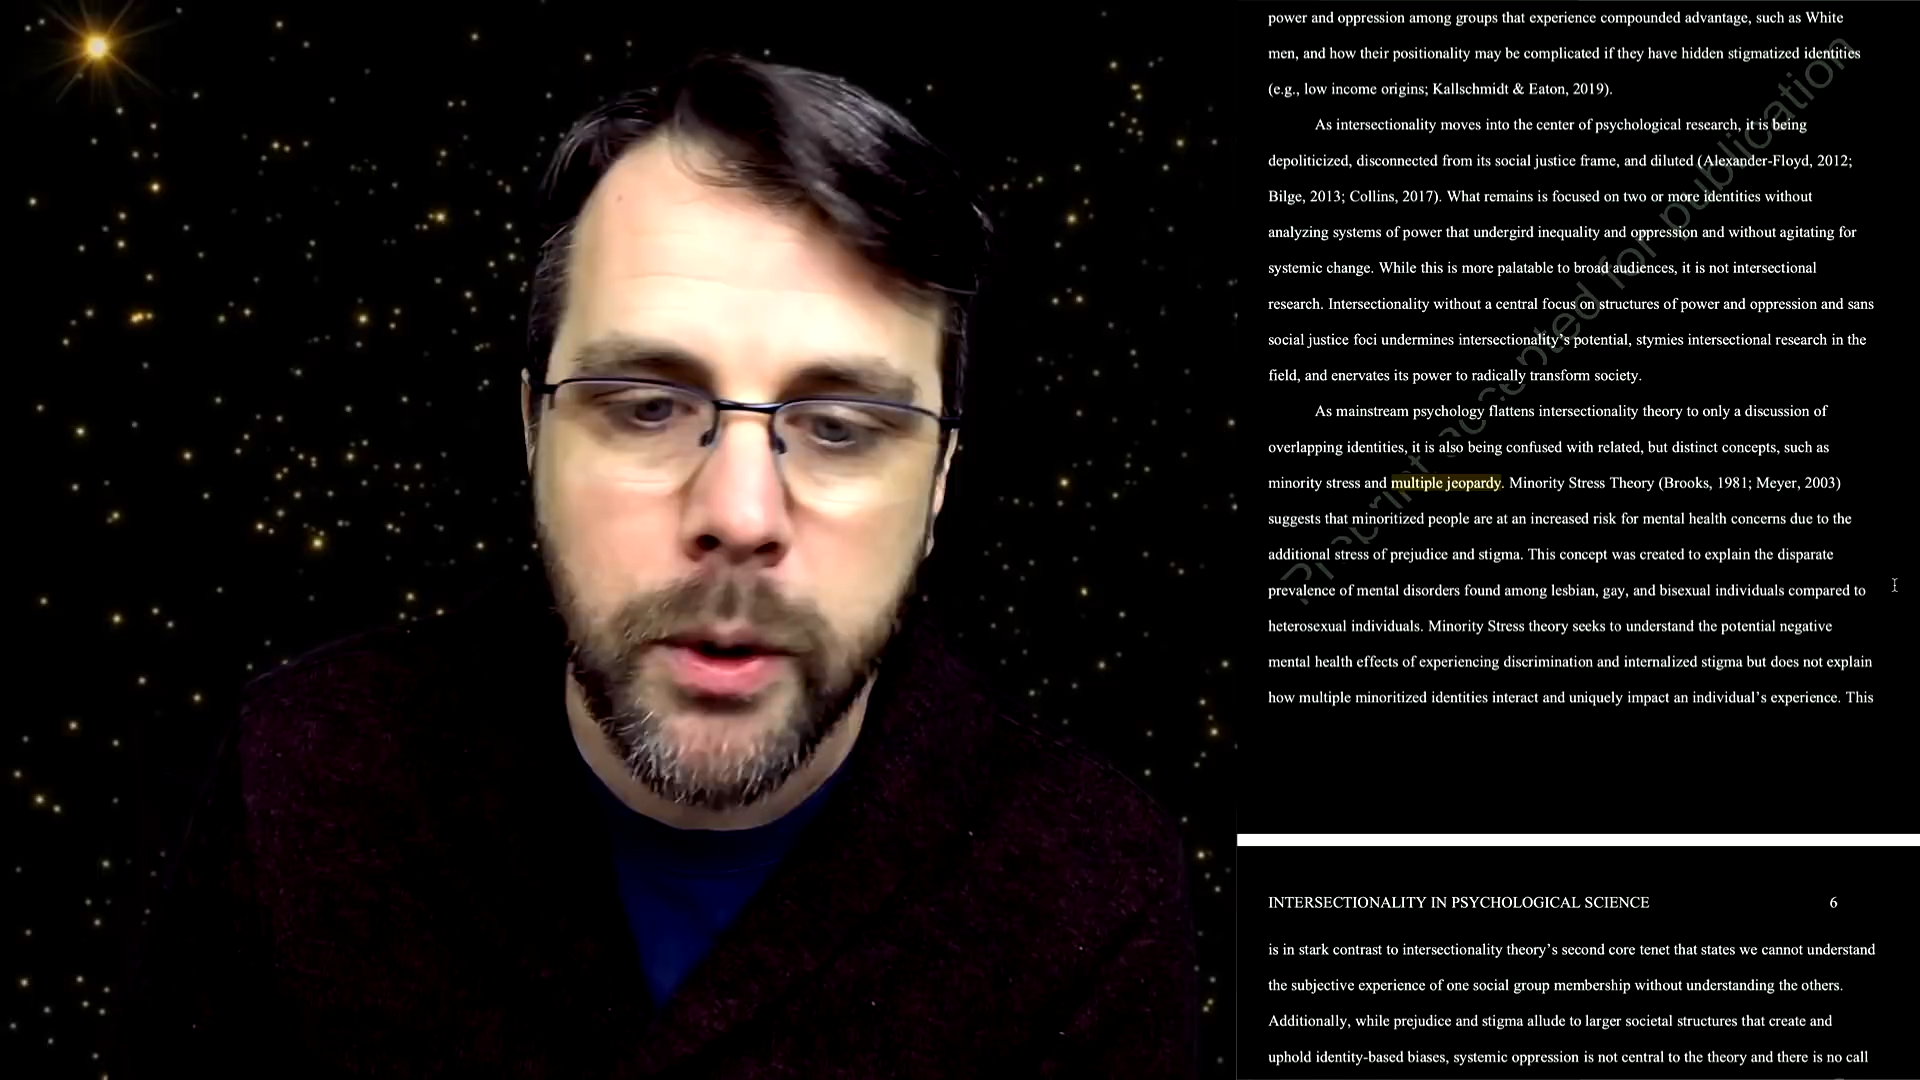 power and oppression among groups that experience compounded advantage, such as White
men, and how their positionality may be complicated if they have hidden stigmatized identities
(e.g., low income origins; Kallschmidt & Eaton, 2019).
As intersectionality moves into the center of psychological research, it is being
depoliticized, disconnected from its social justice frame, and diluted (Alexander-Floyd, 2012;
Bilge, 2013; Collins, 2017). What remains is focused on two or more identities without
analyzing systems of power that undergird inequality and oppression and without agitating for
systemic change. While this is more palatable to broad audiences, it is not intersectional
research. Intersectionality without a central focus on structures of power and oppression and sans
social justice foci undermines intersectionality’s potential, stymies intersectional research in the
field, and enervates its power to radically transform society.
As mainstream psychology flattens intersectionality theory to only a discussion of
overlapping identities, it is also being confused with related, but distinct concepts, such as
minority stress and multiple jeopardy. Minority Stress Theory (Brooks, 1981; Meyer, 2003)
suggests that minoritized people are at an increased risk for mental health concerns due to the
additional stress of prejudice and stigma. This concept was created to explain the disparate
prevalence of mental disorders found among lesbian, gay, and bisexual individuals compared to
heterosexual individuals. Minority Stress theory seeks to understand the potential negative
mental health effects of experiencing discrimination and internalized stigma but does not explain
how multiple minoritized identities interact and uniquely impact an individual’s experience. This
Preprint accepted for publication
INTERSECTIONALITY IN PSYCHOLOGICAL SCIENCE 6
is in stark contrast to intersectionality theory’s second core tenet that states we cannot understand
the subjective experience of one social group membership without understanding the others.
Additionally, while prejudice and stigma allude to larger societal structures that create and
uphold identity-based biases, systemic oppression is not central to the theory and there is no call